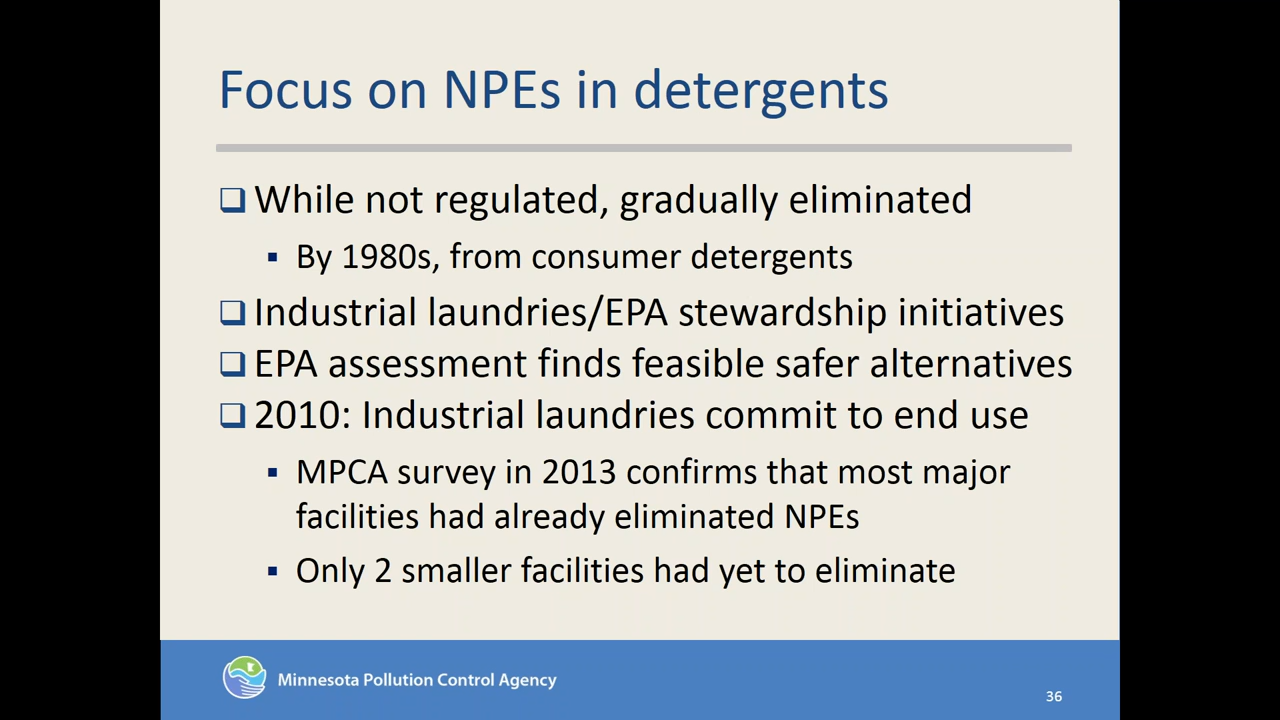 Focus on NPEs in detergents
While not regulated, gradually eliminated
By 1980s, from consumer detergents
Industrial laundries/EPA stewardship initiatives
EPA assessment finds feasible safer alternatives
2010: Industrial laundries commit to end use
MPCA survey in 2013 confirms that most major
facilities had already eliminated NPEs
Only 2 smaller facilities had yet to eliminate
Minnesota Pollution Control Agency
36